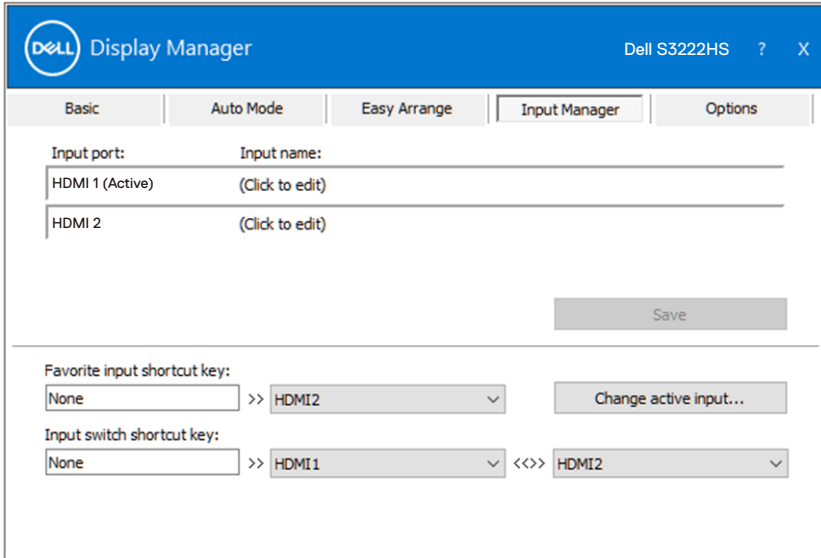 DELL Display Manager Dell S3222HS ? X
Basic Auto Mode Easy Arrange Input Manager Options
Input port: Input name:
HDMI 1 (Active) (Click to edit)
HDMI 2 (Click to edit)
Save
Favorite input shortcut key:
None >> HDMI2 Change active input...
Input switch shortcut key:
None >> HDMI1 <<>> HDMI2